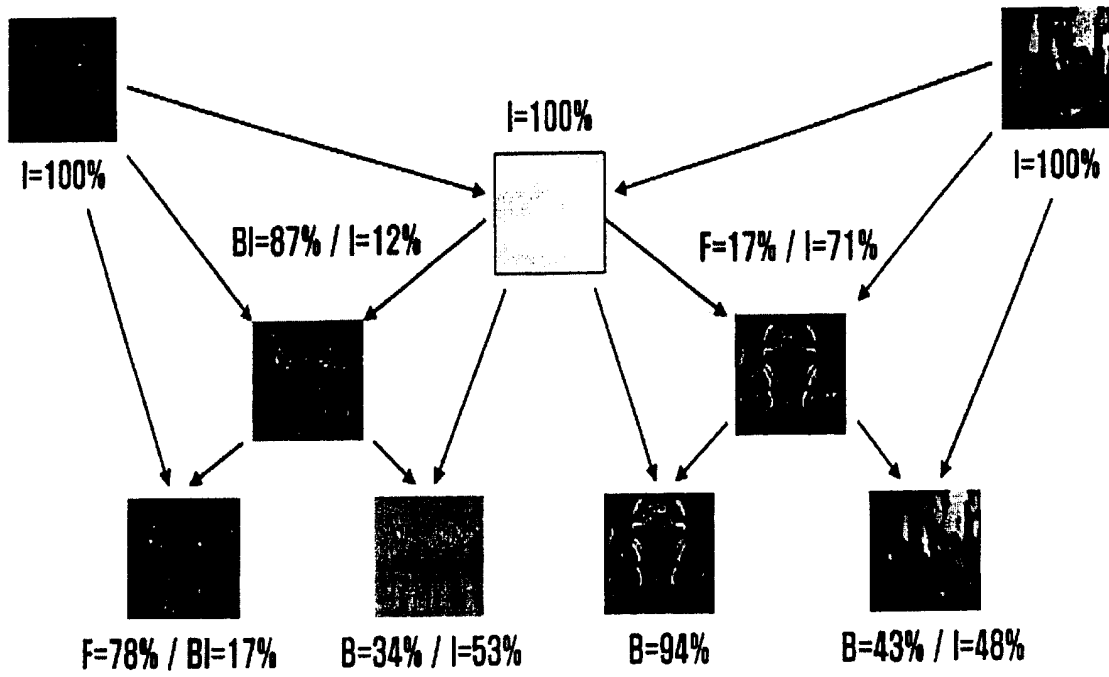 I=100%
I=100%
I=100%
BI=87% / I=12%
F=17% / I=71%
F=78% / BI=17%
B=34% / I=53%
B=94%
B=43% / I=48%